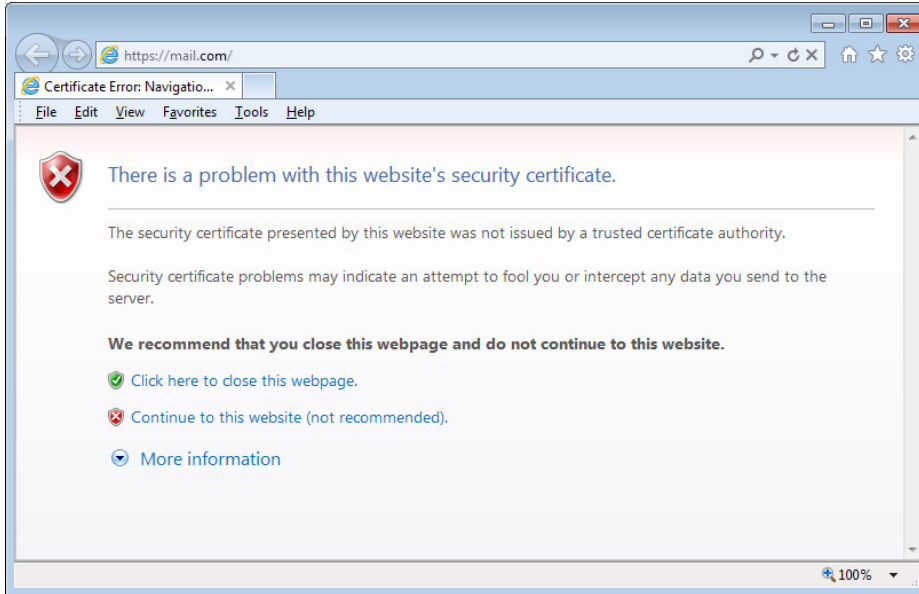 https://mail.com/
Certificate Error: Navigatio...
File Edit View Favorites Tools Help
There is a problem with this website's security certificate.
The security certificate presented by this website was not issued by a trusted certificate authority.
Security certificate problems may indicate an attempt to fool you or intercept any data you send to the
server.
We recommend that you close this webpage and do not continue to this website.
Click here to close this webpage.
Continue to this website (not recommended).
More information
100%